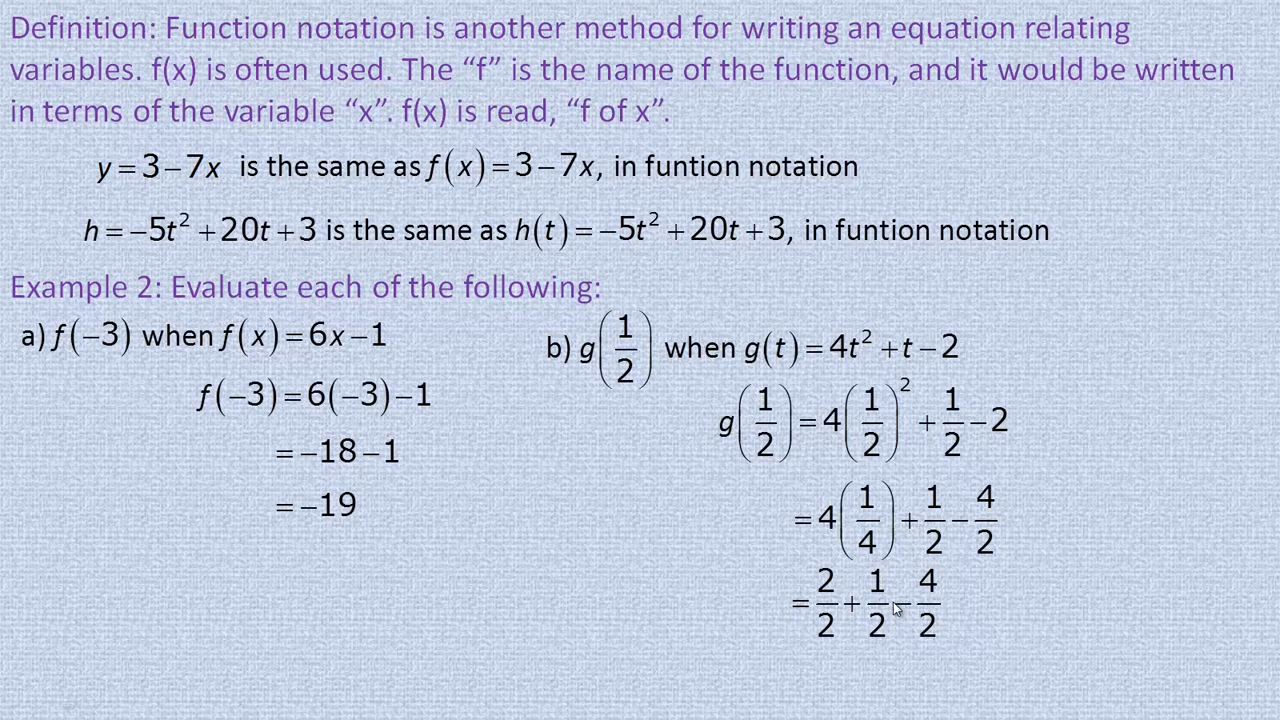 Definition: Function notation is another method for writing an equation relating
variables. f(x) is often used. The “f” is the name of the function, and it would be written
in terms of the variable “x”. f(x) is read, “f of x”.
y = 3 − 7x is the same as f(x) = 3 − 7x, in funtion notation
h = −5t² + 20t + 3 is the same as h(t) = −5t² + 20t + 3, in funtion notation
Example 2: Evaluate each of the following:
a) f(−3) when f(x) = 6x − 1
f(−3) = 6(−3) − 1
= −18 − 1
= −19
b) g(1/2) when g(t) = 4t² + t − 2
g(1/2) = 4(1/2)² + 1/2 − 2
= 4(1/4) + 1/2 − 4/2
= 2/2 + 1/2 − 4/2